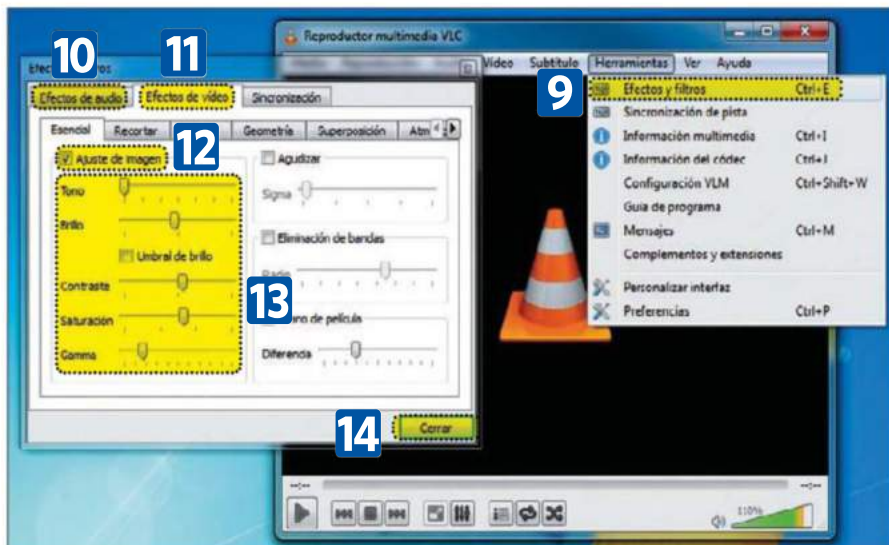 Reproductor multimedia VLC
Vídeo Subtítulo Herramientas Ver Ayuda
9
Efectos y filtros Ctrl+E
Sincronización de pista
Información multimedia Ctrl+I
Información del códec Ctrl+J
Configuración VLM Ctrl+Shift+W
Guía de programa
Mensajes Ctrl+M
Complementos y extensiones
Personalizar interfaz
Preferencias Ctrl+P
10
11
Efectos de audio Efectos de vídeo Sincronización
Esencial Recortar Geometría Superposición
12
Ajuste de imagen
Tono
Brillo
Umbral de brillo
Contraste
Saturación
Gamma
13
Agudizar
Sigma
Eliminación de bandas
Radio
de película
Diferencia
14
Cerrar
--:-- --:--
110%